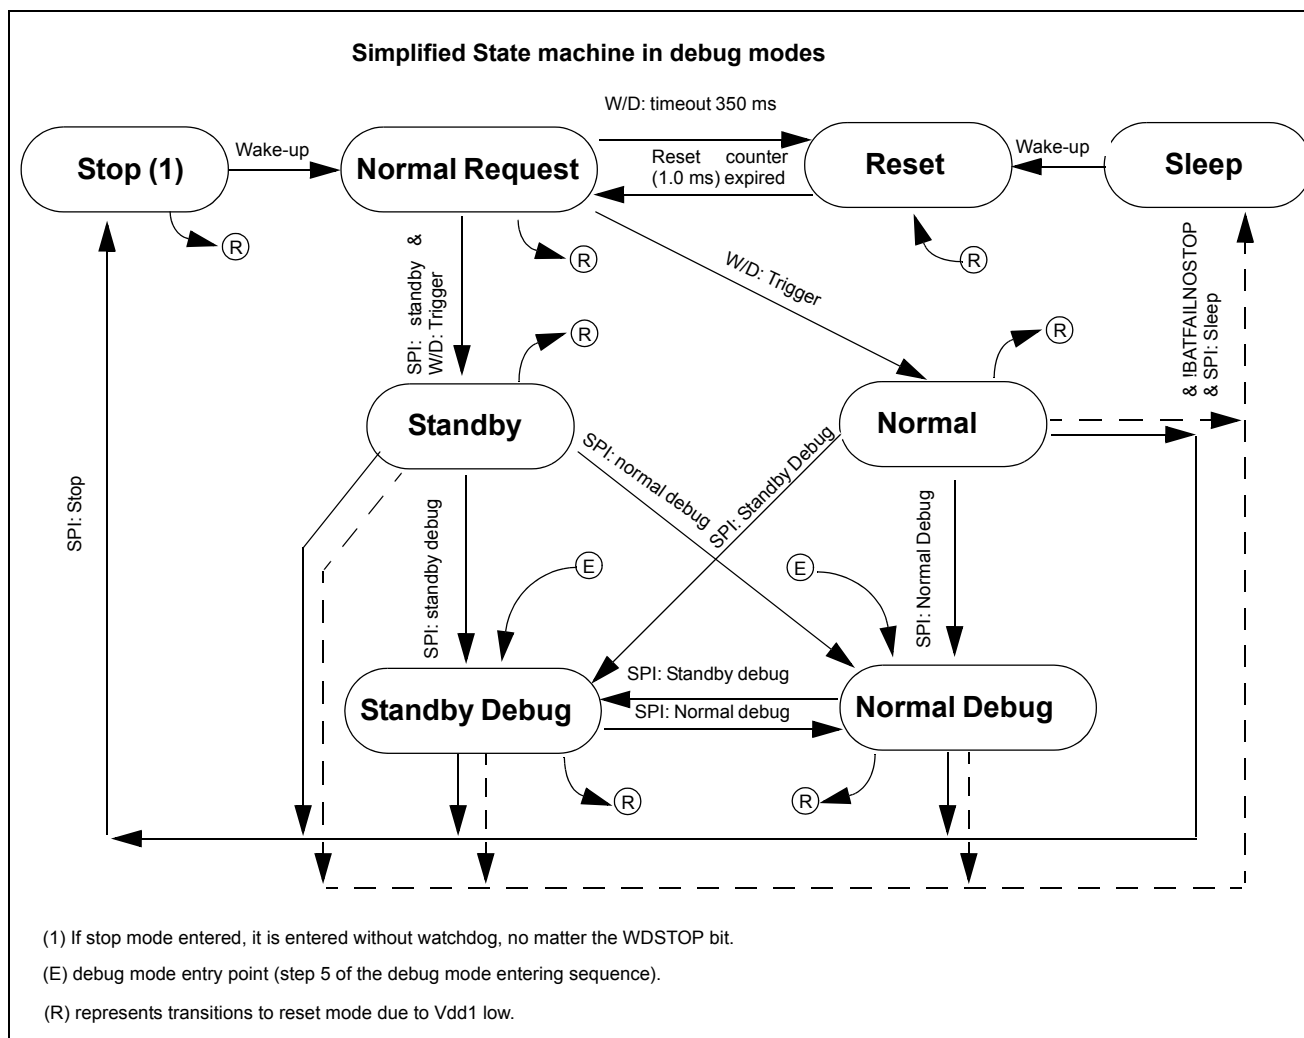 Simplified State machine in debug modes
W/D: timeout 350 ms
Stop (1)
Wake-up
Normal Request
Reset counter
(1.0 ms) expired
Reset
Wake-up
Sleep
R
R
R
SPI: standby &
W/D: Trigger
W/D: Trigger
& !BATFAILNOSTOP
& SPI: Sleep
R
R
Standby
Normal
SPI: Stop
SPI: normal debug
SPI: Standby Debug
SPI: standby debug
SPI: Normal Debug
E
E
SPI: Standby debug
Standby Debug
SPI: Normal debug
Normal Debug
R
R
(1) If stop mode entered, it is entered without watchdog, no matter the WDSTOP bit.
(E) debug mode entry point (step 5 of the debug mode entering sequence).
(R) represents transitions to reset mode due to Vdd1 low.